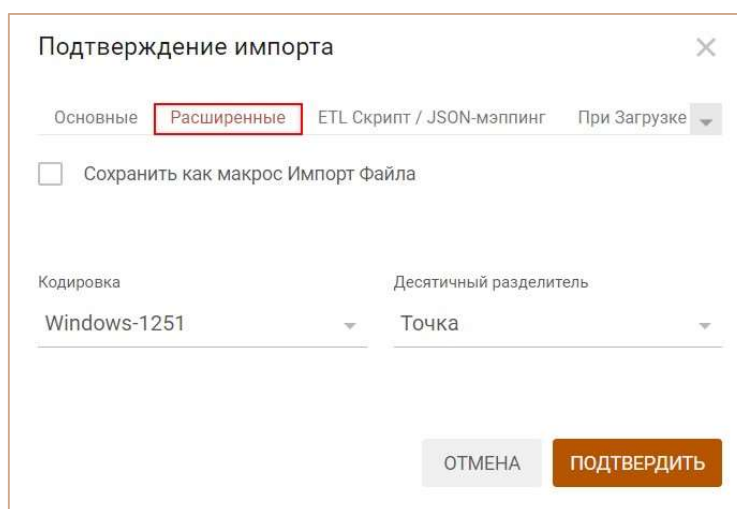 Подтверждение импорта
Основные Расширенные ETL Скрипт / JSON-мэппинг При Загрузке
Сохранить как макрос Импорт Файла
Кодировка Десятичный разделитель
Windows-1251 Точка
ОТМЕНА ПОДТВЕРДИТЬ